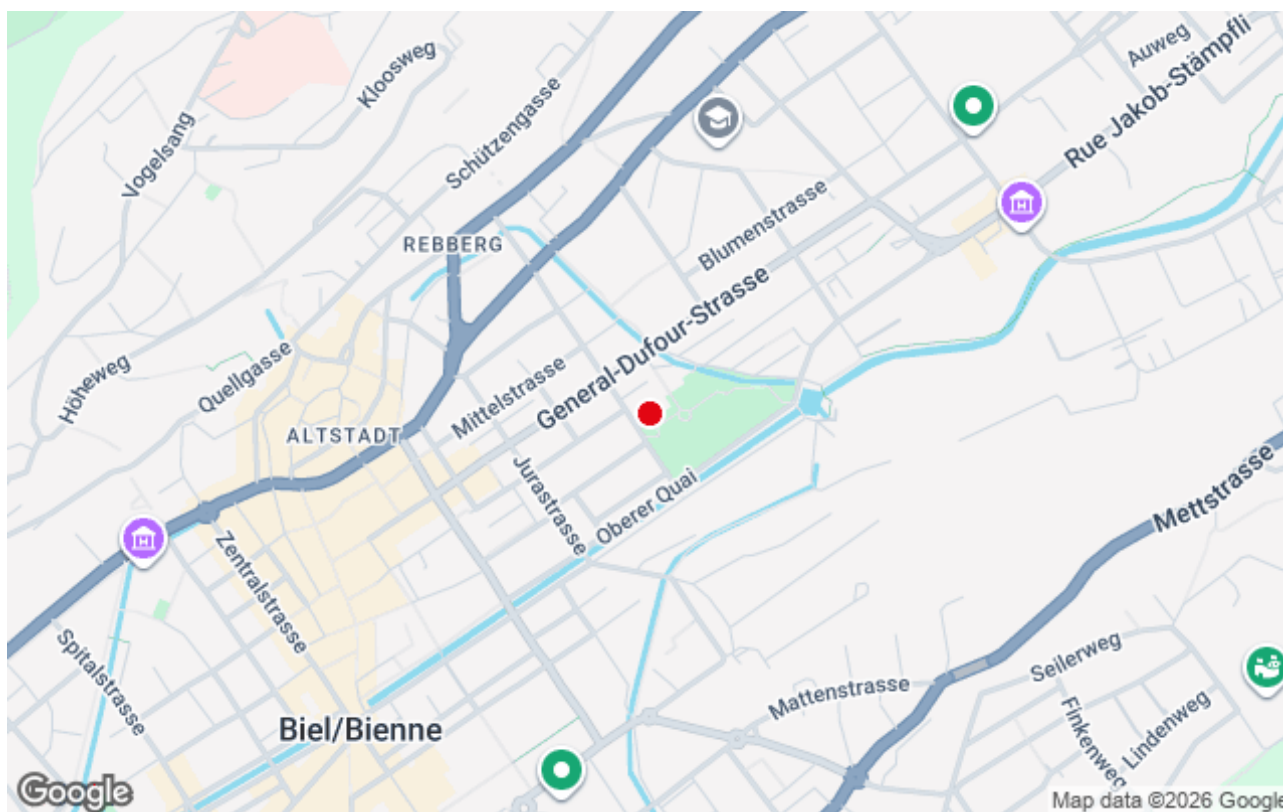 Auweg
Rue Jakob-Stämpfli
Kloosweg
Vogelsang
Schützengasse
Blumenstrasse
REBBERG
General-Dufour-Strasse
Höheweg
Quellgasse
Mittelstrasse
ALTSTADT
Jurastrasse
Oberer Quai
Mettstrasse
Zentralstrasse
Spitalstrasse
Seilerweg
Mattenstrasse
Finkenweg
Lindenweg
Biel/Bienne
Google
Map data ©2026 Google